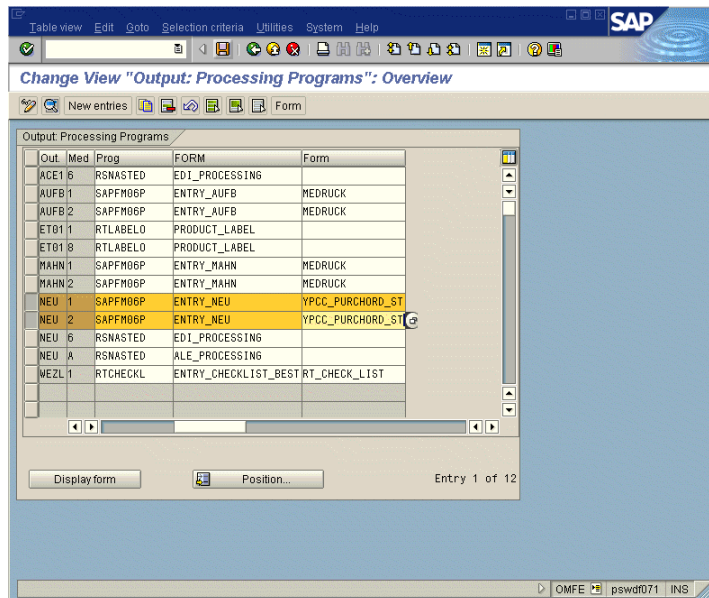 SAP
Table view Edit Goto Selection criteria Utilities System Help
Change View "Output: Processing Programs": Overview
New entries Form
Output: Processing Programs
Out. Med Prog FORM Form
ACE1 6 RSNASTED EDI_PROCESSING
AUFB 1 SAPFM06P ENTRY_AUFB MEDRUCK
AUFB 2 SAPFM06P ENTRY_AUFB MEDRUCK
ET01 1 RTLABELO PRODUCT_LABEL
ET01 8 RTLABELO PRODUCT_LABEL
MAHN 1 SAPFM06P ENTRY_MAHN MEDRUCK
MAHN 2 SAPFM06P ENTRY_MAHN MEDRUCK
NEU 1 SAPFM06P ENTRY_NEU YPCC_PURCHORD_ST
NEU 2 SAPFM06P ENTRY_NEU YPCC_PURCHORD_ST
NEU 6 RSNASTED EDI_PROCESSING
NEU A RSNASTED ALE_PROCESSING
WEZL 1 RTCHECKL ENTRY_CHECKLIST_BEST RT_CHECK_LIST
Display form Position... Entry 1 of 12
OMFE pswdf071 INS